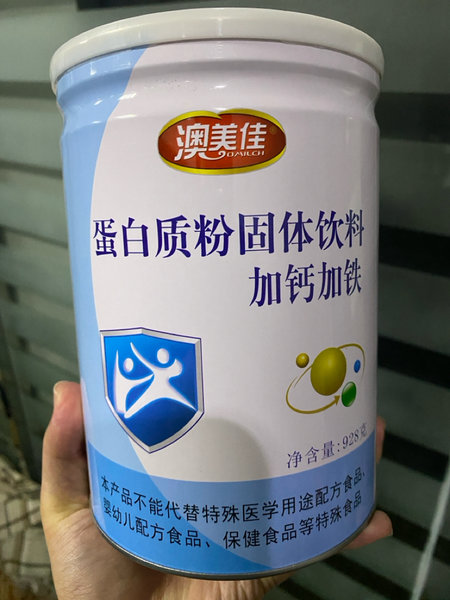 澳美佳
OMILCH
蛋白质粉固体饮料
加钙加铁
净含量:928克
本产品不能代替特殊医学用途配方食品、
婴幼儿配方食品、保健食品等特殊食品